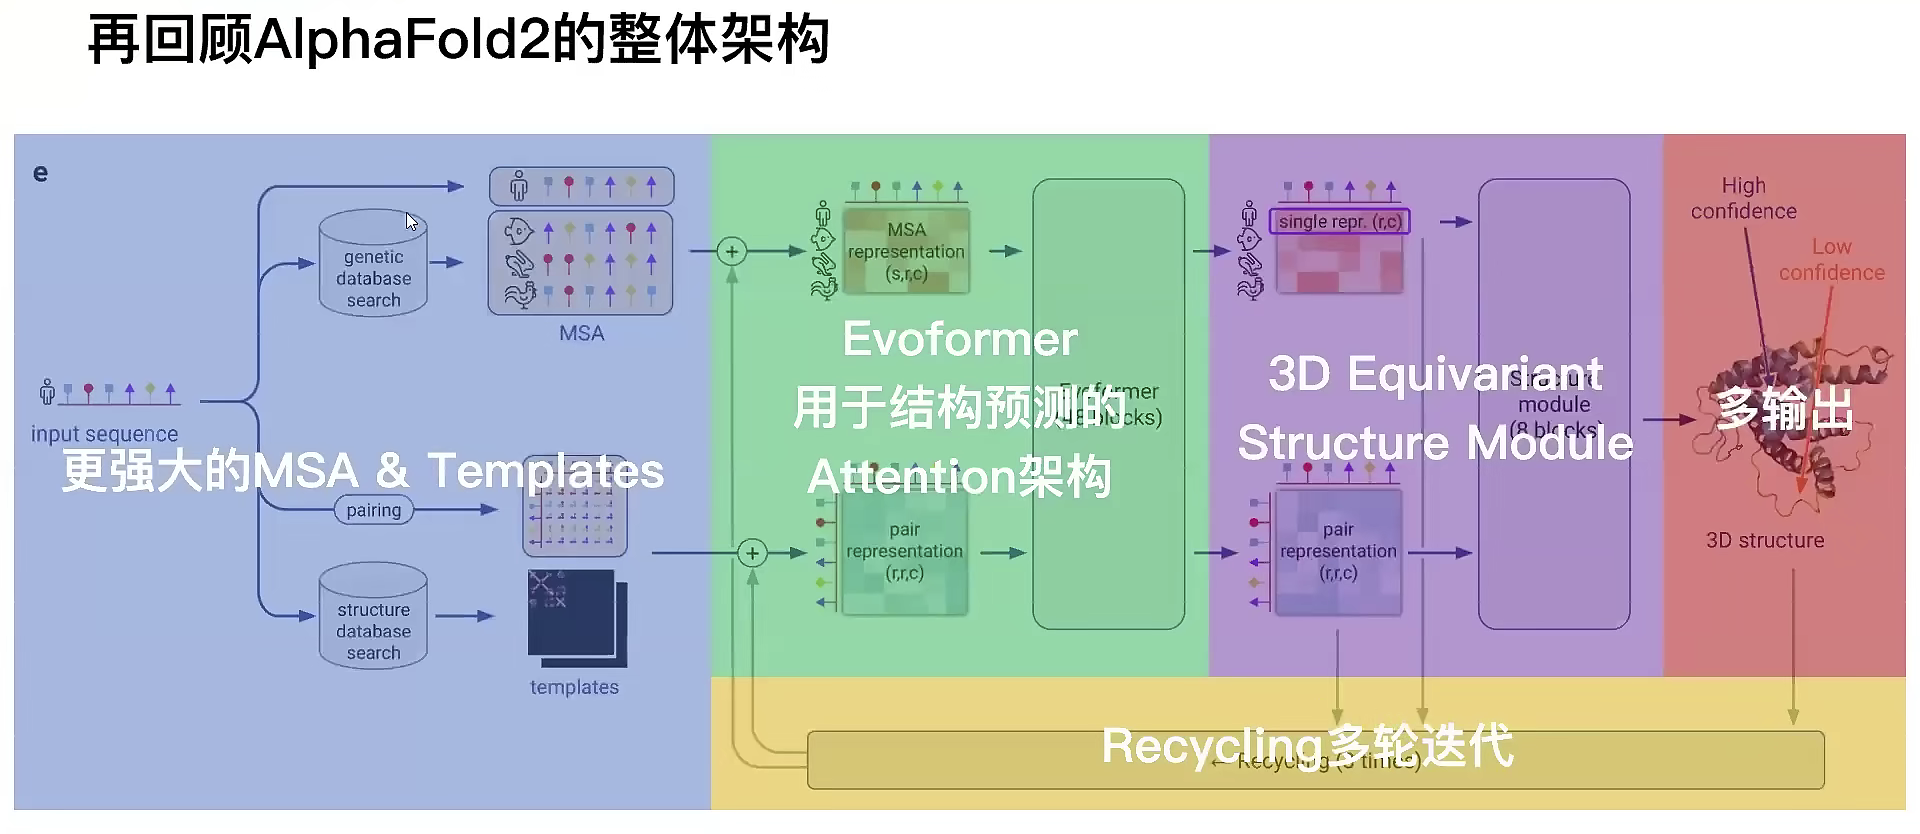 再回顾AlphaFold2的整体架构
e
genetic
database
search
MSA
input sequence
更强大的MSA & Templates
pairing
structure
database
search
templates
MSA
representation
(s,r,c)
Evoformer
用于结构预测的
Attention架构
Evoformer
(48 blocks)
pair
representation
(r,r,c)
single repr. (r,c)
3D Equivariant
Structure Module
Structure
module
(8 blocks)
pair
representation
(r,r,c)
High
confidence
Low
confidence
多输出
3D structure
Recycling多轮迭代
← Recycling (3 times)